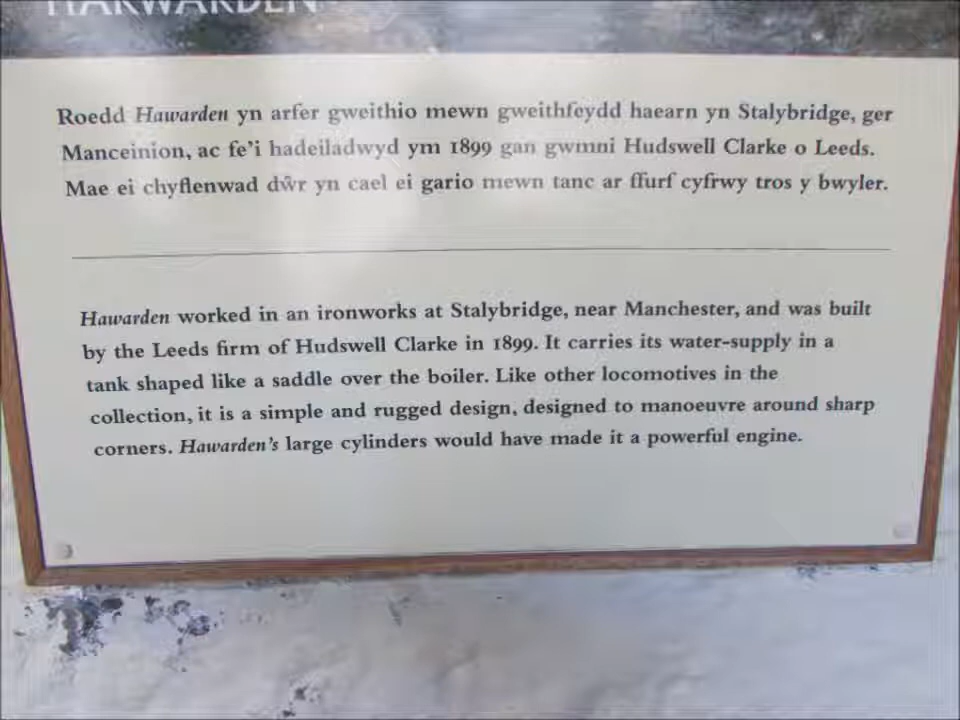 HARWARDEN
Roedd Hawarden yn arfer gweithio mewn gweithfeydd haearn yn Stalybridge, ger
Manceinion, ac fe'i hadeiladwyd ym 1899 gan gwmni Hudswell Clarke o Leeds.
Mae ei chyflenwad dŵr yn cael ei gario mewn tanc ar ffurf cyfrwy tros y bwyler.
Hawarden worked in an ironworks at Stalybridge, near Manchester, and was built
by the Leeds firm of Hudswell Clarke in 1899. It carries its water-supply in a
tank shaped like a saddle over the boiler. Like other locomotives in the
collection, it is a simple and rugged design, designed to manoeuvre around sharp
corners. Hawarden's large cylinders would have made it a powerful engine.